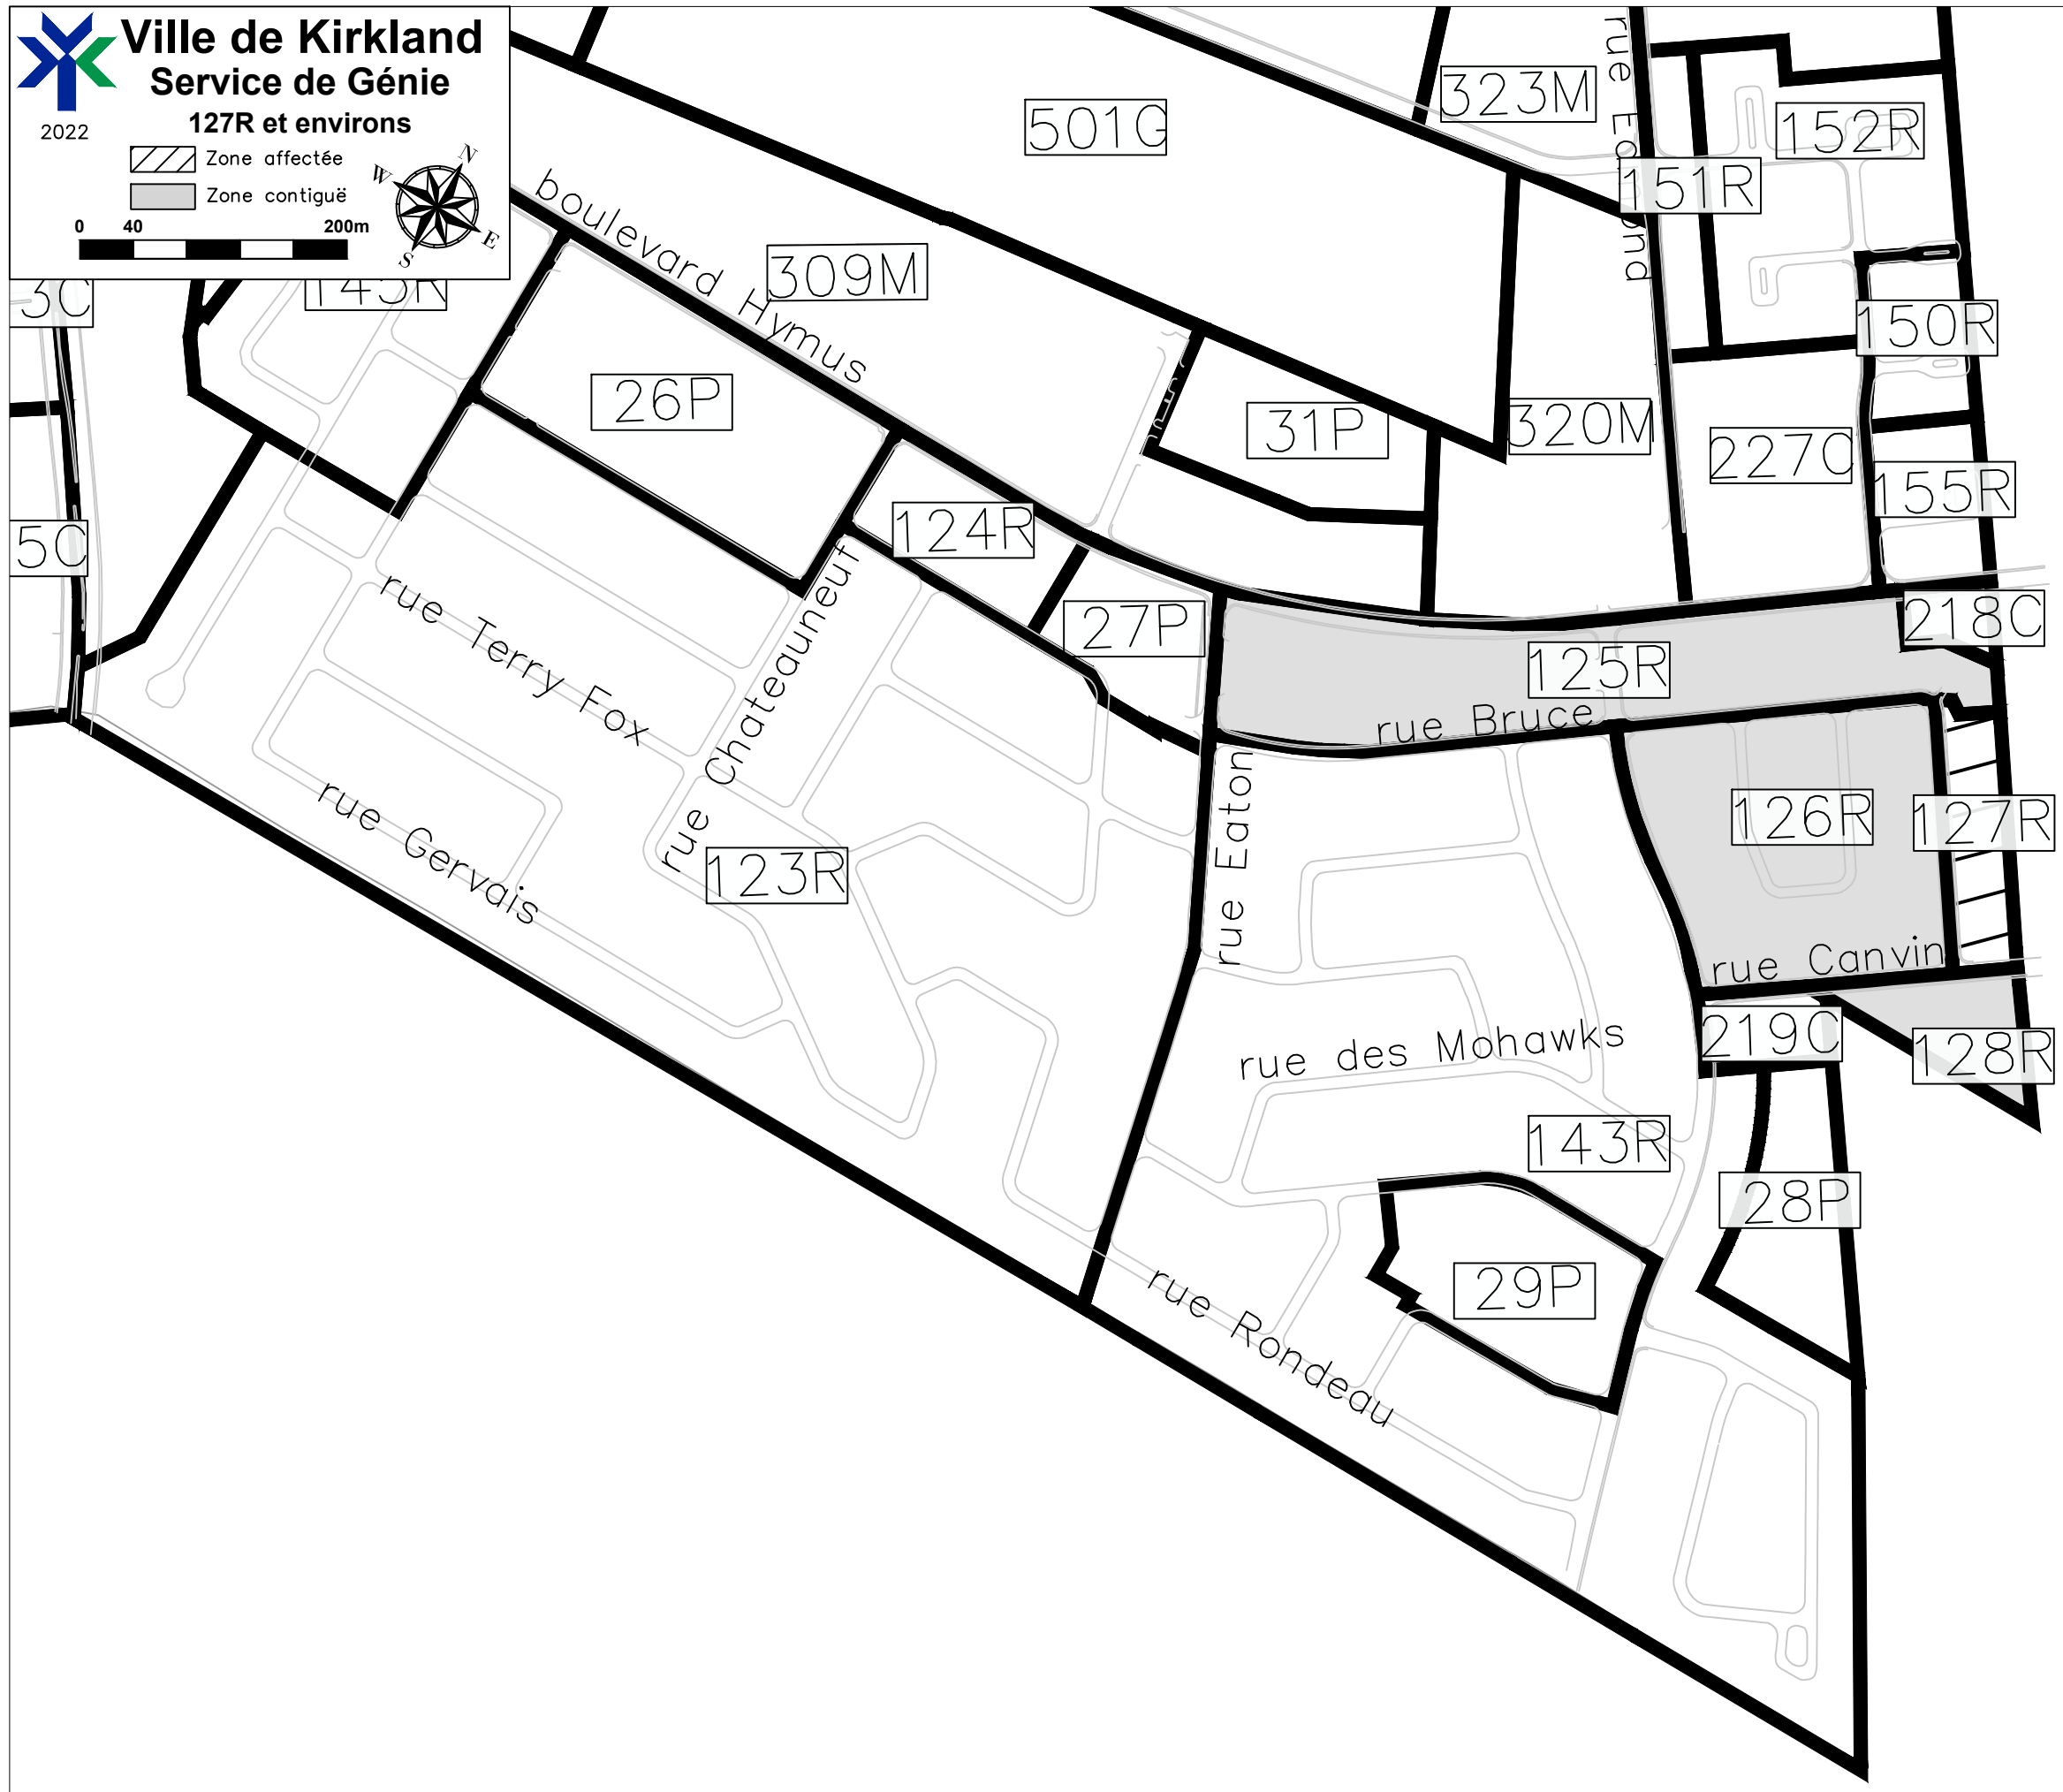 Ville de Kirkland
Service de Génie
127R et environs
2022
Zone affectée
Zone contiguë
0 40 200m
N
W
E
S
323M
501G
152R
151R
boulevard Hymus
309M
3C
145R
150R
26P
31P
320M
227C
155R
5C
124R
218C
27P
125R
rue Terry Fox
rue Chateauneuf
rue Bruce
rue Eaton
126R
127R
rue Gervais
123R
rue Canvin
219C
128R
rue des Mohawks
143R
28P
29P
rue Rondeau